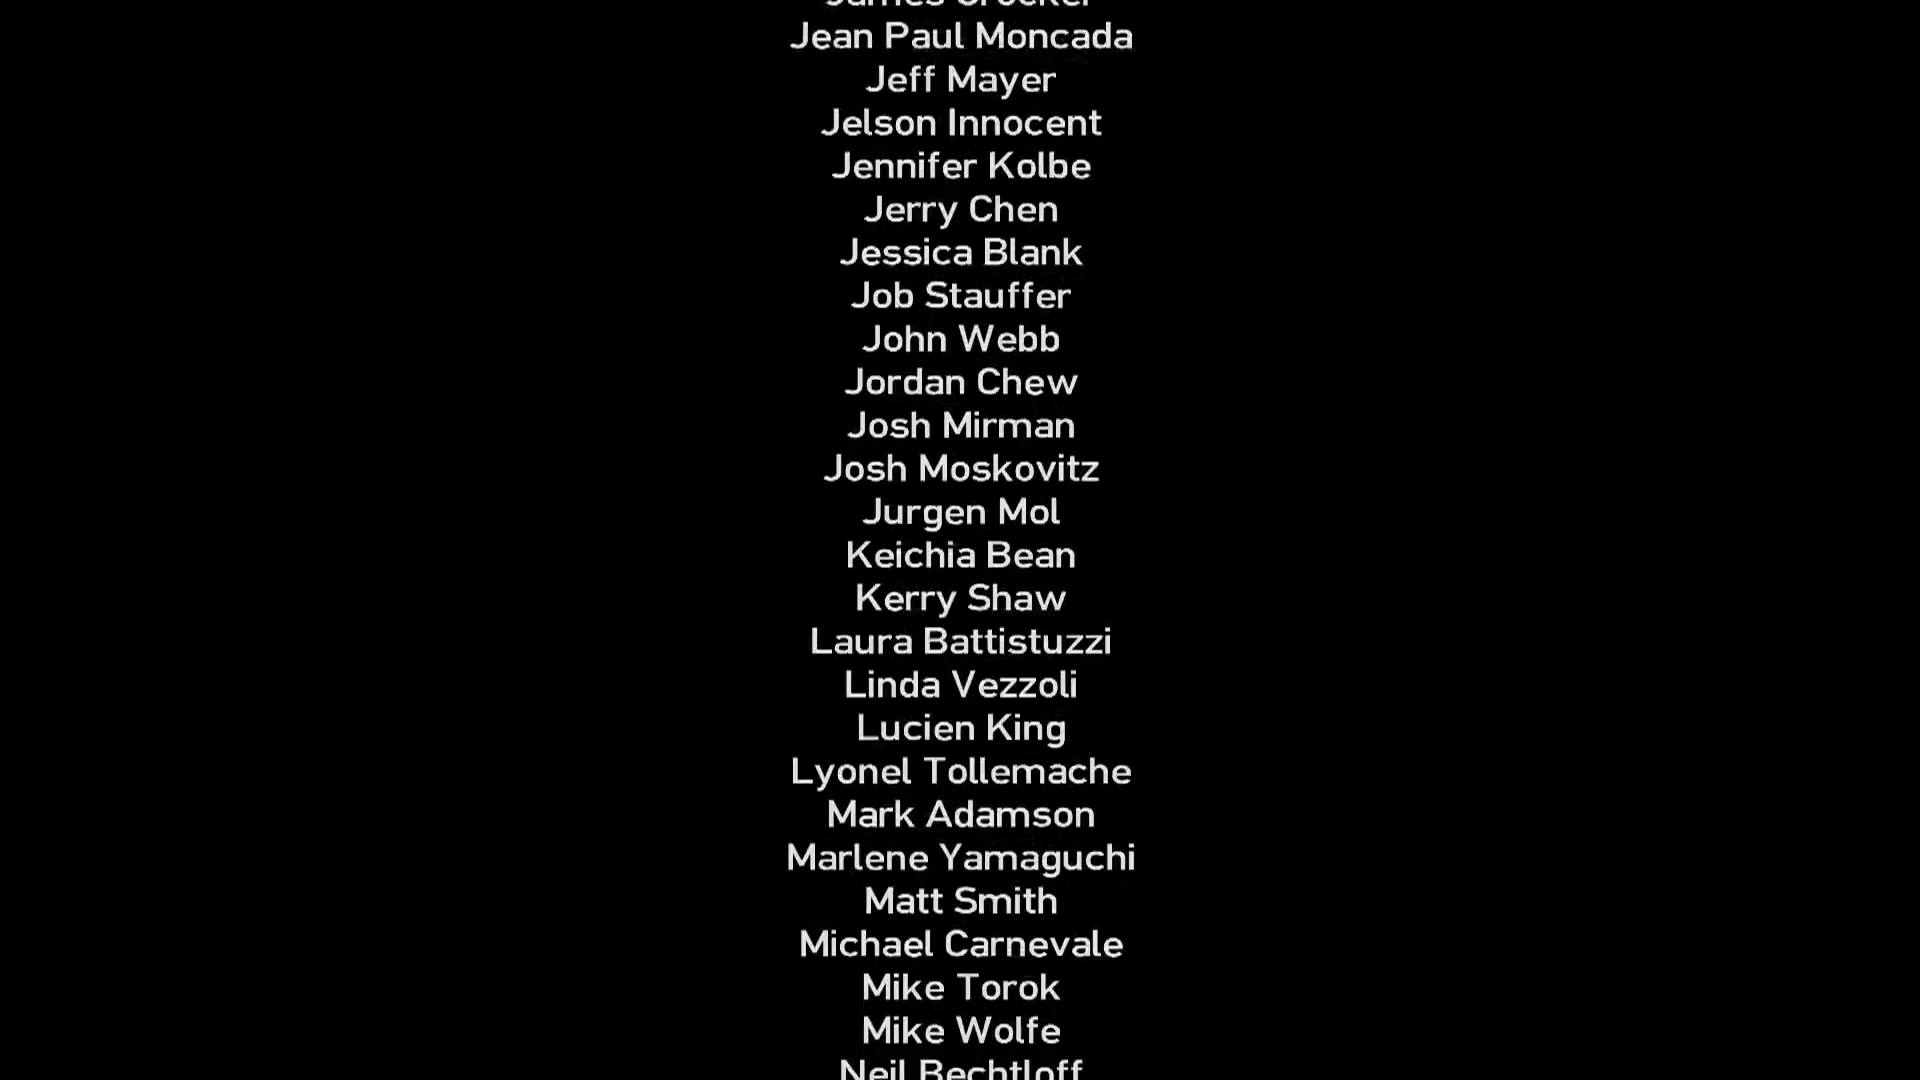 James Crocker
Jean Paul Moncada
Jeff Mayer
Jelson Innocent
Jennifer Kolbe
Jerry Chen
Jessica Blank
Job Stauffer
John Webb
Jordan Chew
Josh Mirman
Josh Moskovitz
Jurgen Mol
Keichia Bean
Kerry Shaw
Laura Battistuzzi
Linda Vezzoli
Lucien King
Lyonel Tollemache
Mark Adamson
Marlene Yamaguchi
Matt Smith
Michael Carnevale
Mike Torok
Mike Wolfe
Neil Bechtloff